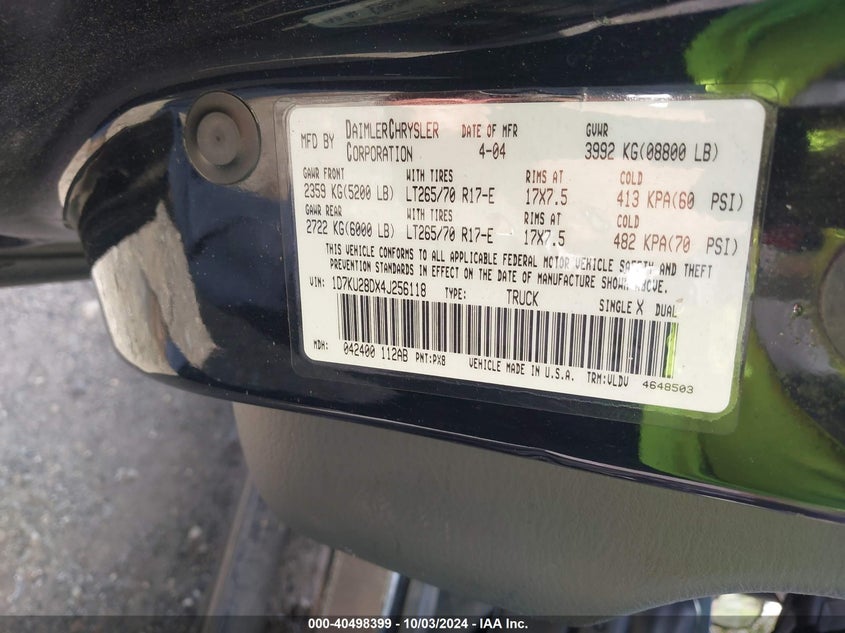 MFD BY DAIMLERCHRYSLER CORPORATION DATE OF MFR 4-04 GVWR 3992 KG(08800 LB)
GAWR FRONT WITH TIRES RIMS AT COLD
2359 KG(5200 LB) LT265/70 R17-E 17X7.5 413 KPA(60 PSI)
GAWR REAR WITH TIRES RIMS AT COLD
2722 KG(6000 LB) LT265/70 R17-E 17X7.5 482 KPA(70 PSI)
THIS VEHICLE CONFORMS TO ALL APPLICABLE FEDERAL MOTOR VEHICLE SAFETY AND THEFT
PREVENTION STANDARDS IN EFFECT ON THE DATE OF MANUFACTURE SHOWN ABOVE.
VIN: 1D7KU28DX4J256118 TYPE: TRUCK SINGLE X DUAL
MDH: 042400 112AB PNT:PX8 VEHICLE MADE IN U.S.A. TRM:VLDV 4648503
000-40498399 - 10/03/2024 - IAA Inc.